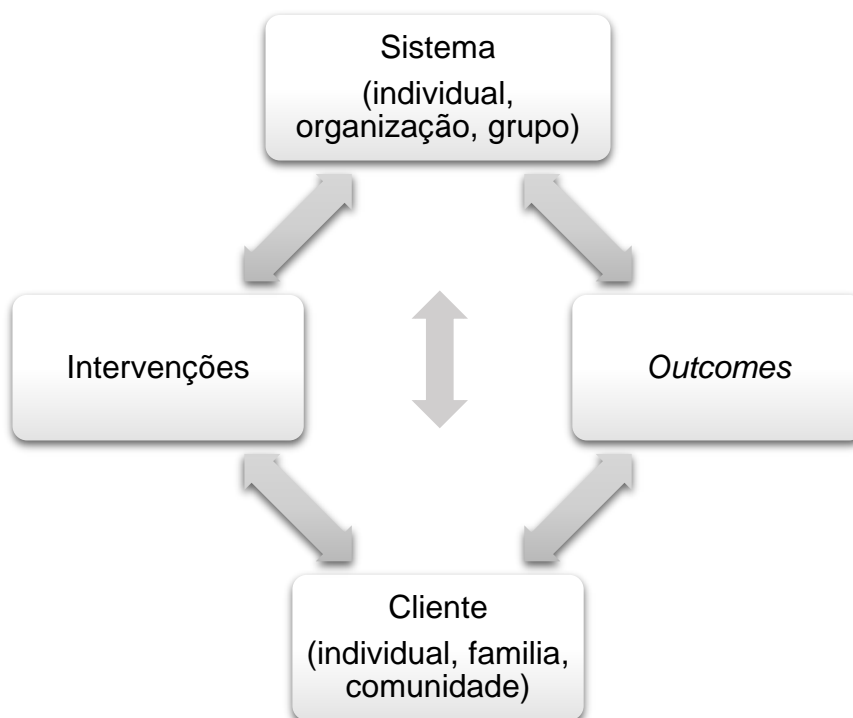 Sistema
(individual,
organização, grupo)
Intervenções
Outcomes
Cliente
(individual, familia,
comunidade)